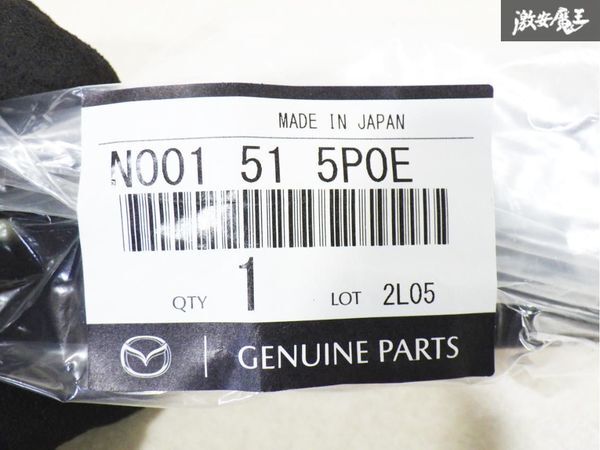 激安魔王
MADE IN JAPAN
N001 51 5P0E
QTY 1 LOT 2L05
GENUINE PARTS